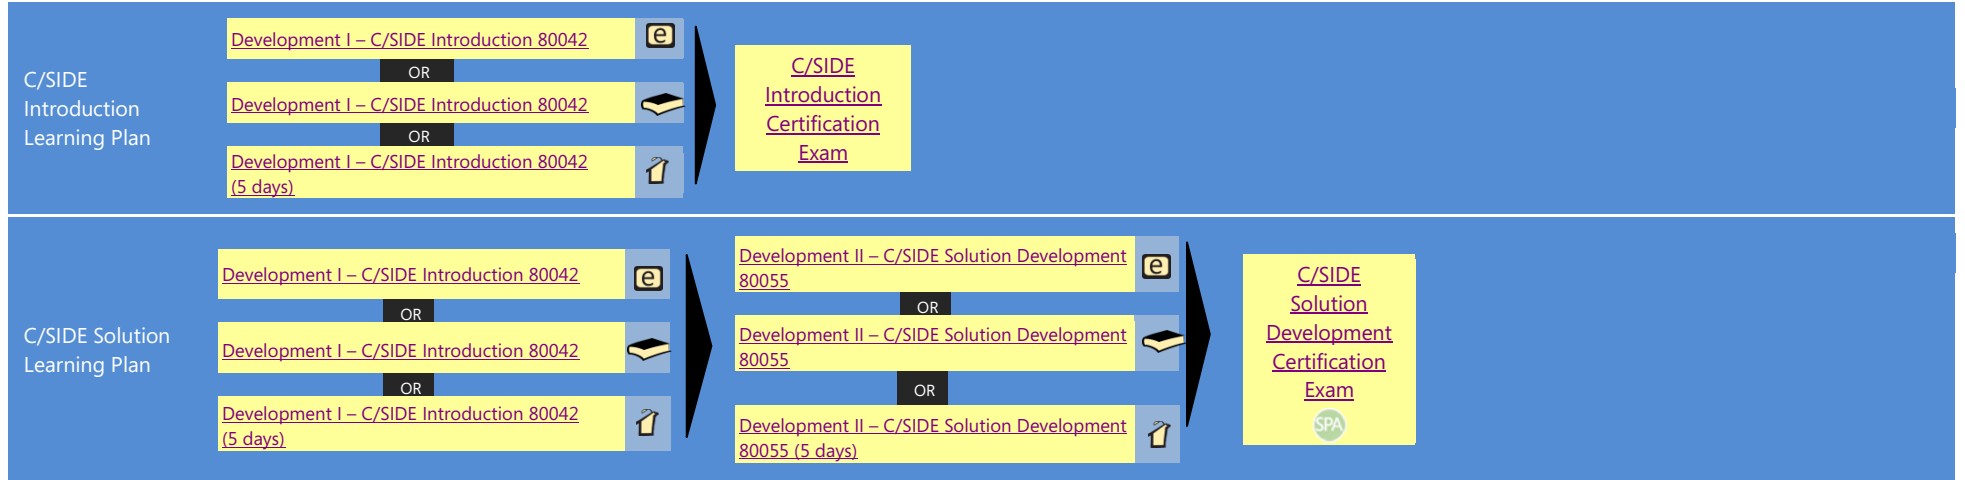 C/SIDE
Introduction
Learning Plan
Development I – C/SIDE Introduction 80042
e
OR
Development I – C/SIDE Introduction 80042
OR
Development I – C/SIDE Introduction 80042
(5 days)
C/SIDE
Introduction
Certification
Exam
C/SIDE Solution
Learning Plan
Development I – C/SIDE Introduction 80042
e
OR
Development I – C/SIDE Introduction 80042
OR
Development I – C/SIDE Introduction 80042
(5 days)
Development II – C/SIDE Solution Development
80055
e
OR
Development II – C/SIDE Solution Development
80055
OR
Development II – C/SIDE Solution Development
80055 (5 days)
C/SIDE
Solution
Development
Certification
Exam
SPA